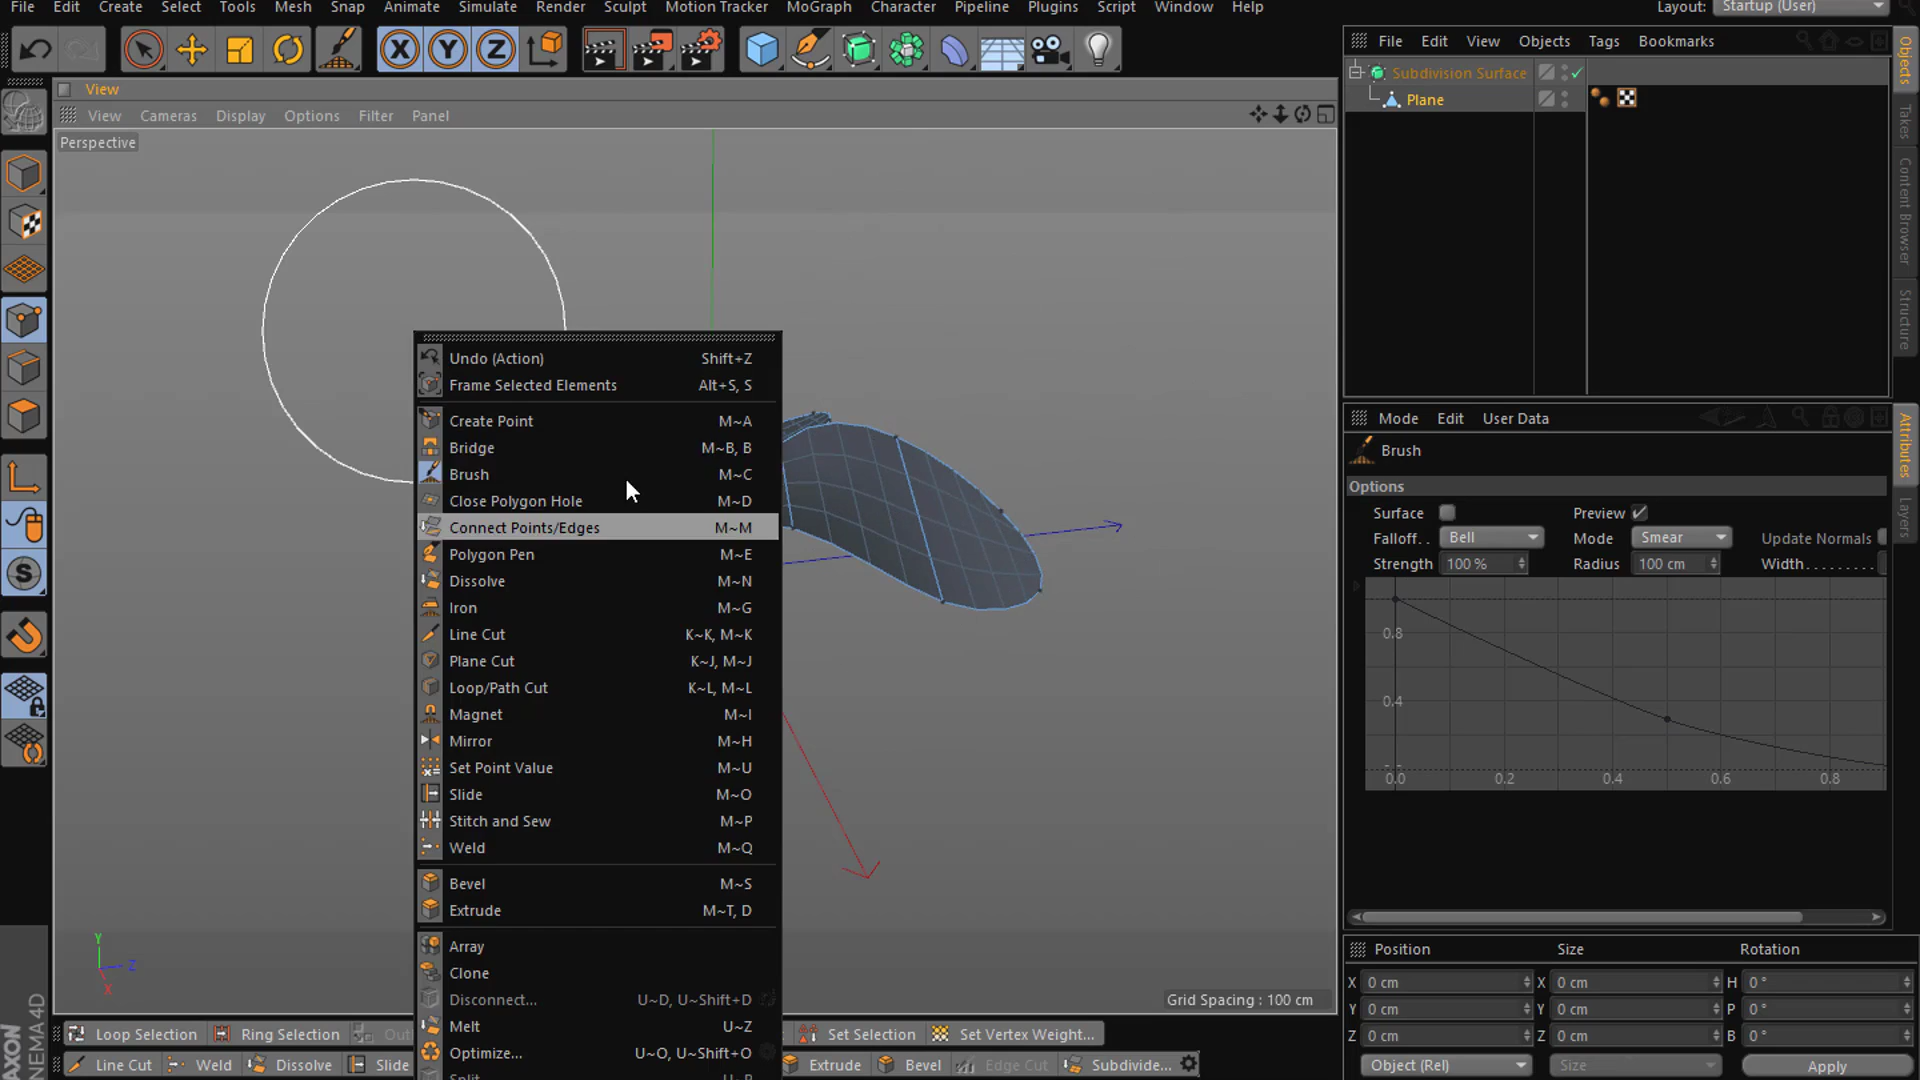 File Edit Create Select Tools Mesh Snap Animate Simulate Render Sculpt Motion Tracker MoGraph Character Pipeline Plugins Script Window Help Layout: Startup (User)
File Edit View Objects Tags Bookmarks
Subdivision Surface
Plane
Objects
Takes
Content Browser
Structure
View
View Cameras Display Options Filter Panel
Perspective
Undo (Action) Shift+Z
Frame Selected Elements Alt+S, S
Create Point M~A
Bridge M~B, B
Brush M~C
Close Polygon Hole M~D
Connect Points/Edges M~M
Polygon Pen M~E
Dissolve M~N
Iron M~G
Line Cut K~K, M~K
Plane Cut K~J, M~J
Loop/Path Cut K~L, M~L
Magnet M~I
Mirror M~H
Set Point Value M~U
Slide M~O
Stitch and Sew M~P
Weld M~Q
Bevel M~S
Extrude M~T, D
Array
Clone
Disconnect... U~D, U~Shift+D
Melt U~Z
Optimize... U~O, U~Shift+O
Y
Z
X
Grid Spacing : 100 cm
Mode Edit User Data
Brush
Options
Surface Preview
Falloff.. Bell Mode Smear Update Normals
Strength 100 % Radius 100 cm Width
0.8
0.4
0.0 0.2 0.4 0.6 0.8
Attributes
Layers
Position Size Rotation
X 0 cm X 0 cm H 0 °
Y 0 cm Y 0 cm P 0 °
Z 0 cm Z 0 cm B 0 °
Object (Rel) Size Apply
Loop Selection Ring Selection Set Selection Set Vertex Weight...
Line Cut Weld Dissolve Slide Extrude Bevel Edge Cut Subdivide...